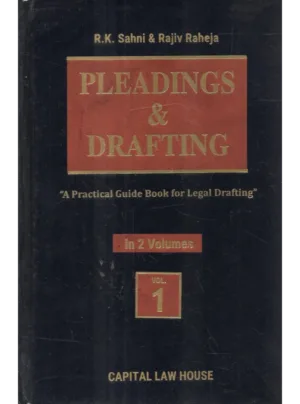 R.K. Sahni & Rajiv Raheja
PLEADINGS
&
DRAFTING
"A Practical Guide Book for Legal Drafting"
In 2 Volumes
VOL.
1
CAPITAL LAW HOUSE